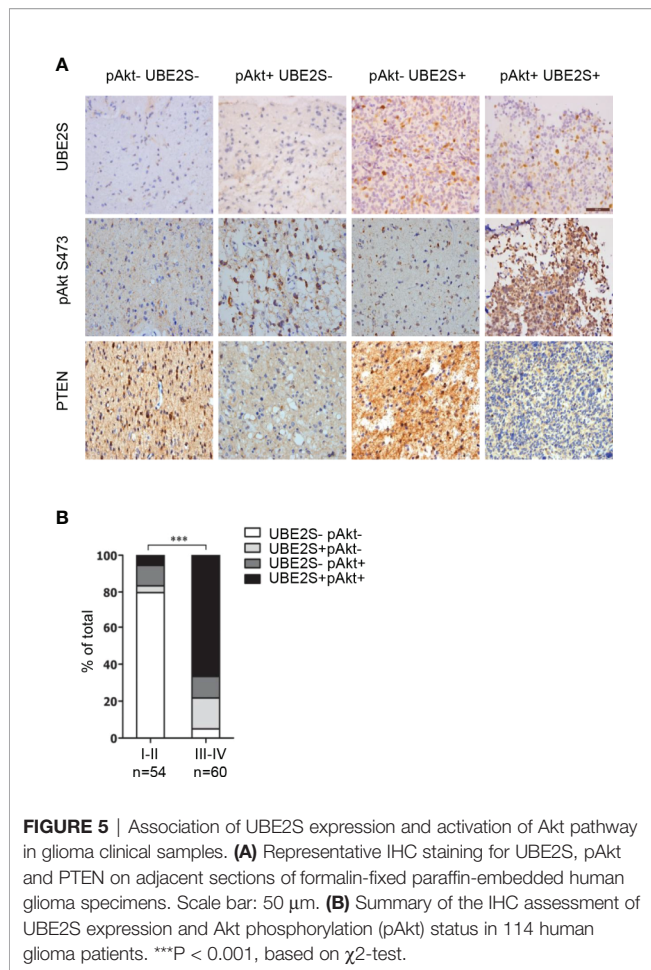 A
pAkt- UBE2S- pAkt+ UBE2S- pAkt- UBE2S+ pAkt+ UBE2S+
UBE2S
pAkt S473
PTEN
B
***
UBE2S- pAkt-
UBE2S+pAkt-
UBE2S- pAkt+
UBE2S+pAkt+
% of total
100
80
60
40
20
0
I-II III-IV
n=54 n=60
FIGURE 5 | Association of UBE2S expression and activation of Akt pathway
in glioma clinical samples. (A) Representative IHC staining for UBE2S, pAkt
and PTEN on adjacent sections of formalin-fixed paraffin-embedded human
glioma specimens. Scale bar: 50 μm. (B) Summary of the IHC assessment of
UBE2S expression and Akt phosphorylation (pAkt) status in 114 human
glioma patients. ***P < 0.001, based on χ2-test.